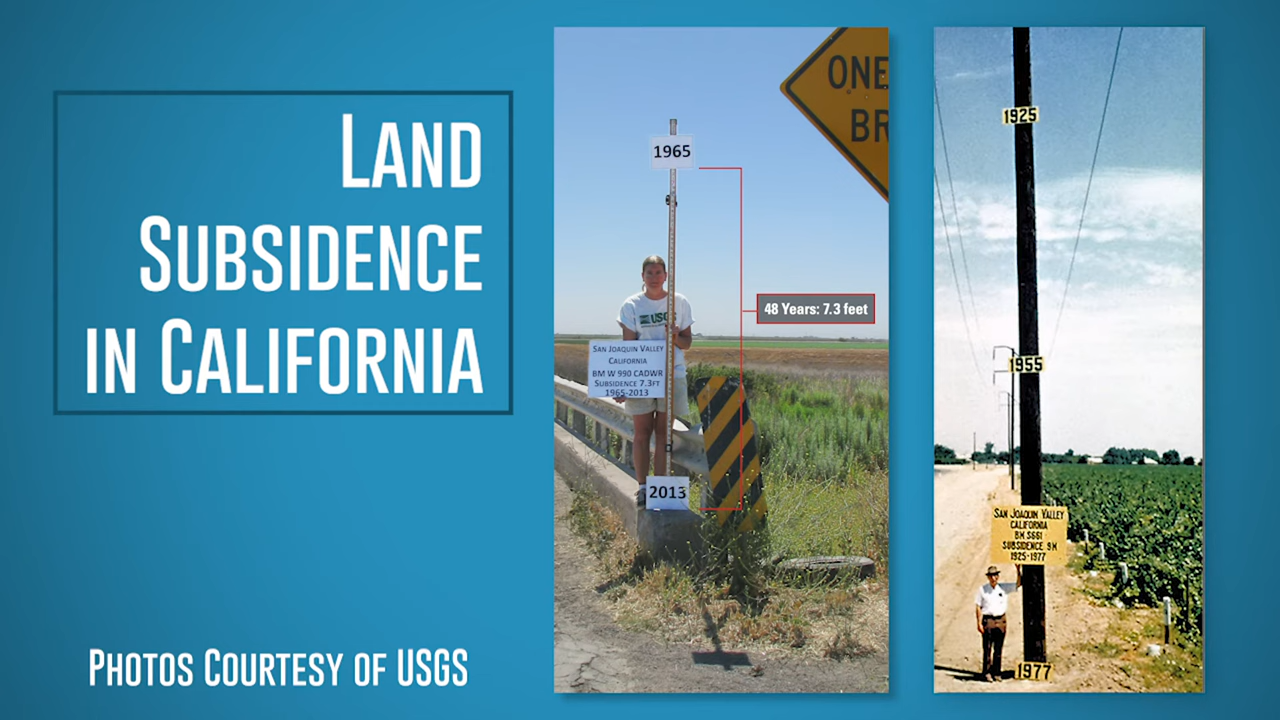 Land
Subsidence
in California
Photos Courtesy of USGS
ONE
BR
1965
48 Years: 7.3 feet
USG
San Joaquin Valley
California
BM W 990 CADWR
Subsidence 7.3ft
1965-2013
2013
1925
1955
SAN JOAQUIN VALLEY
CALIFORNIA
BM S661
SUBSIDENCE 9M
1925-1977
1977